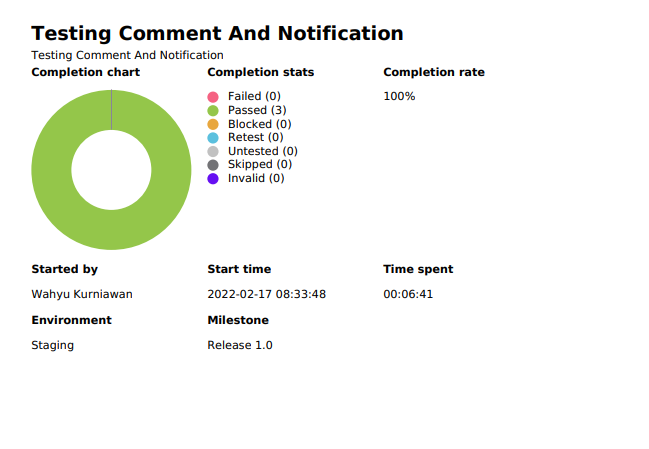 Testing Comment And Notification
Testing Comment And Notification
Completion chart
Completion stats
Completion rate
Failed (0)
Passed (3)
Blocked (0)
Retest (0)
Untested (0)
Skipped (0)
Invalid (0)
100%
Started by
Start time
Time spent
Wahyu Kurniawan
2022-02-17 08:33:48
00:06:41
Environment
Milestone
Staging
Release 1.0